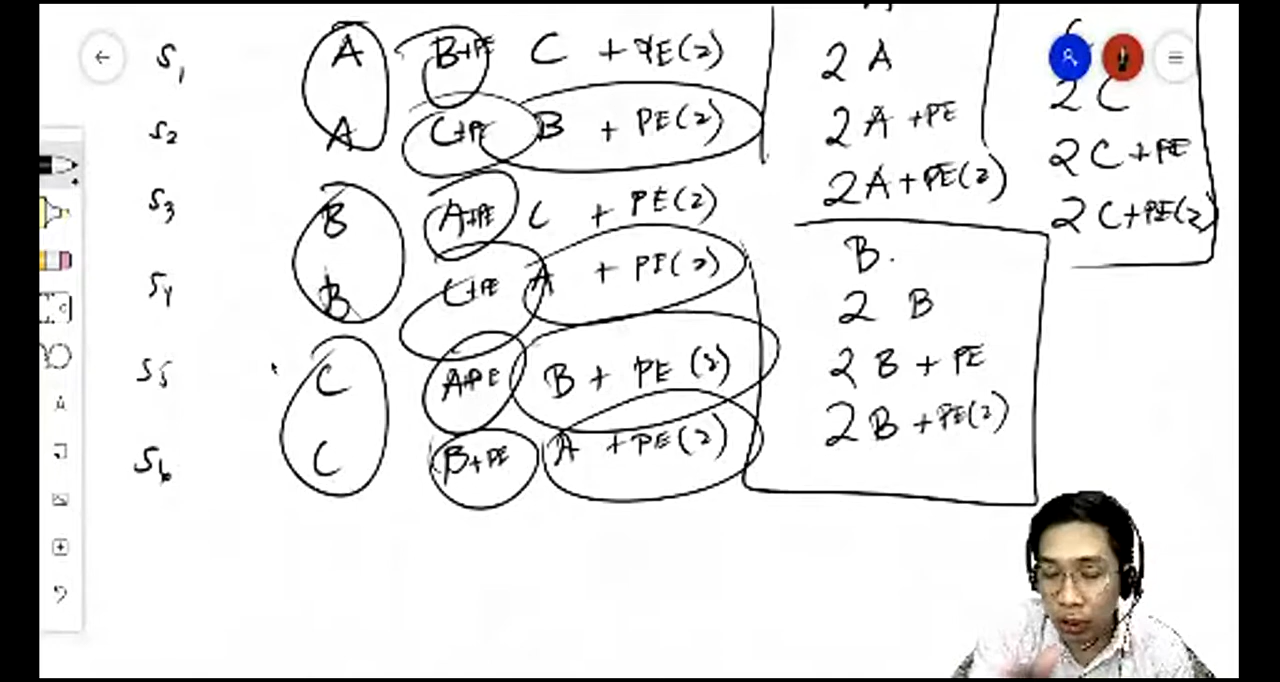 S1 A B+PE C + PE(2)
S2 A C+PE B + PE(2)
S3 B A+PE C + PE(2)
S4 B C+PE A + PE(2)
S5 C A+PE B + PE(2)
S6 C B+PE A + PE(2)
2 A
2 A + PE
2A + PE(2)
B.
2 B
2 B + PE
2 B + PE(2)
2 C
2 C + PE
2 C + PE(2)